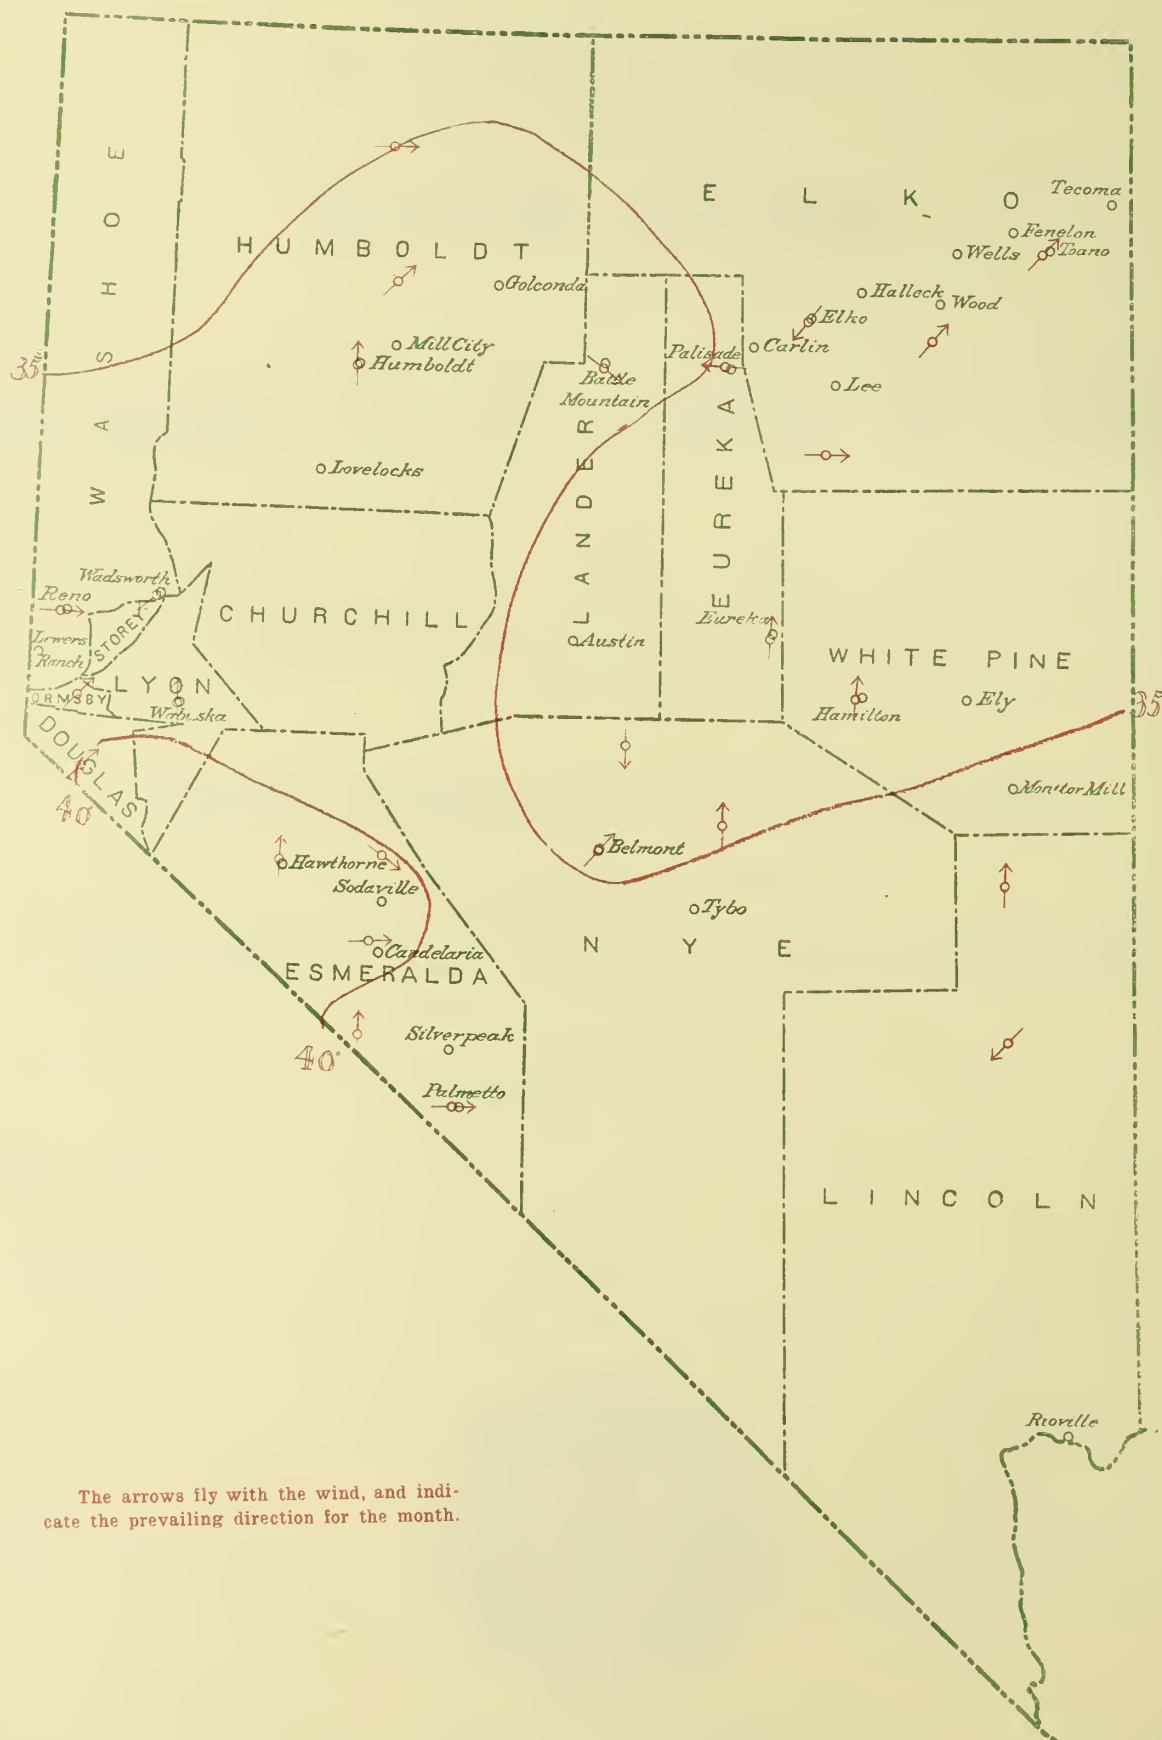 WASHOE
HUMBOLDT
ELKO
Tecoma
Fenelon
Wells
Toano
Golconda
Halleck
Wood
Elko
Mill City
Humboldt
Carlin
Palisade
35°
Battle
Mountain
Lee
Lovelocks
LANDER
EUREKA
Wadsworth
Reno
STOREY
CHURCHILL
Eureka
Lewers
Ranch
Austin
WHITE PINE
LYON
ORMSBY
Wabuska
Hamilton
Ely
35
DOUGLAS
Monitor Mill
40
Hawthorne
Belmont
Sodaville
Tybo
NYE
Candelaria
ESMERALDA
Silverpeak
40°
Palmetto
LINCOLN
Rioville
The arrows fly with the wind, and indi-
cate the prevailing direction for the month.